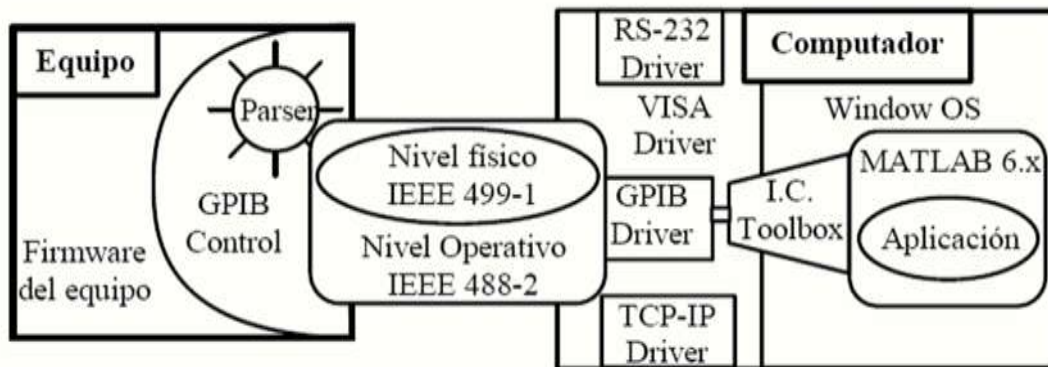 Equipo
Parser
GPIB
Control
Firmware
del equipo
Nivel físico
IEEE 499-1
Nivel Operativo
IEEE 488-2
RS-232
Driver
VISA
Driver
GPIB
Driver
TCP-IP
Driver
Computador
Window OS
I.C.
Toolbox
MATLAB 6.x
Aplicación